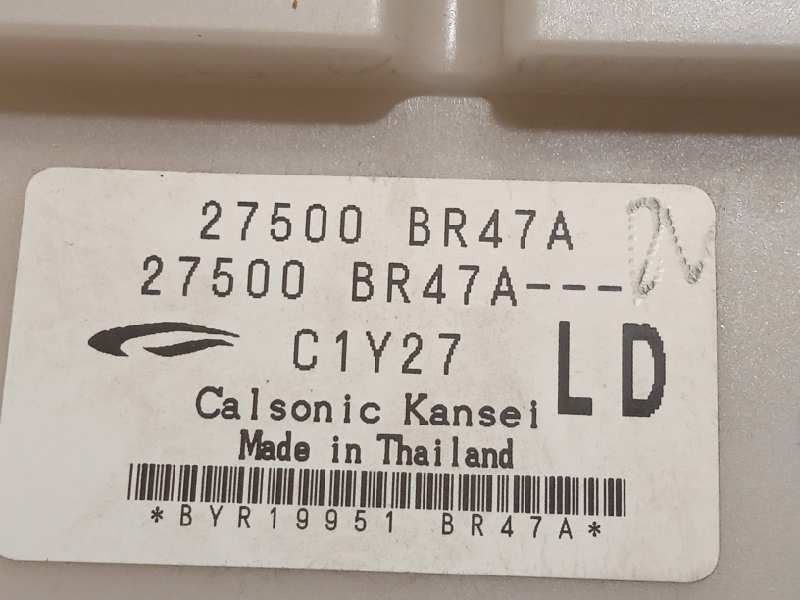 27500 BR47A
27500 BR47A---
C1Y27
LD
Calsonic Kansei
Made in Thailand
*BYR19951 BR47A*